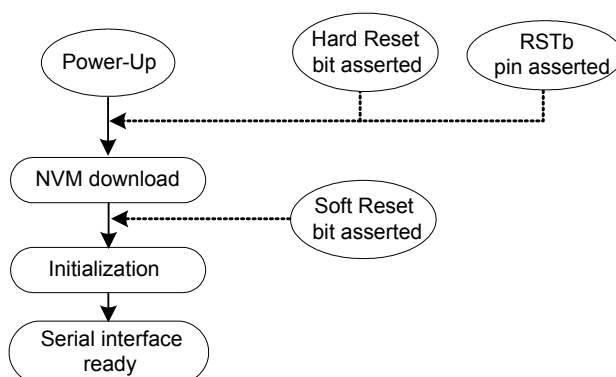 Power-Up
Hard Reset
bit asserted
RSTb
pin asserted
NVM download
Soft Reset
bit asserted
Initialization
Serial interface
ready